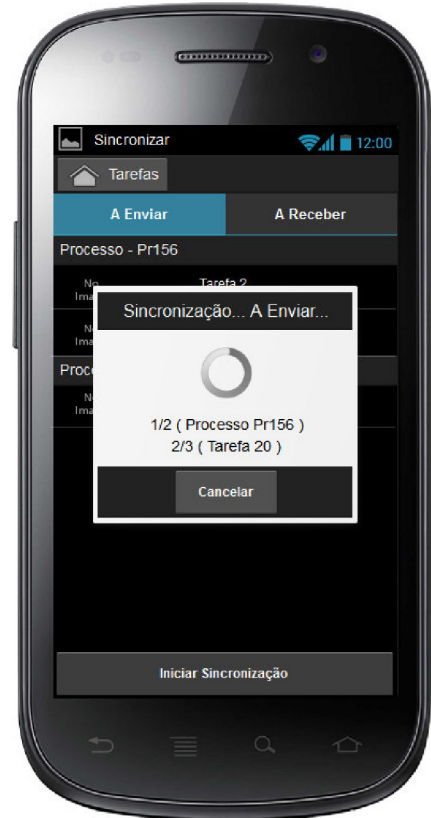 Sincronizar 12:00
Tarefas
A Enviar A Receber
Processo - Pr156
No Tarefa 2
Sincronização... A Enviar...
1/2 ( Processo Pr156 )
2/3 ( Tarefa 20 )
Cancelar
Iniciar Sincronização